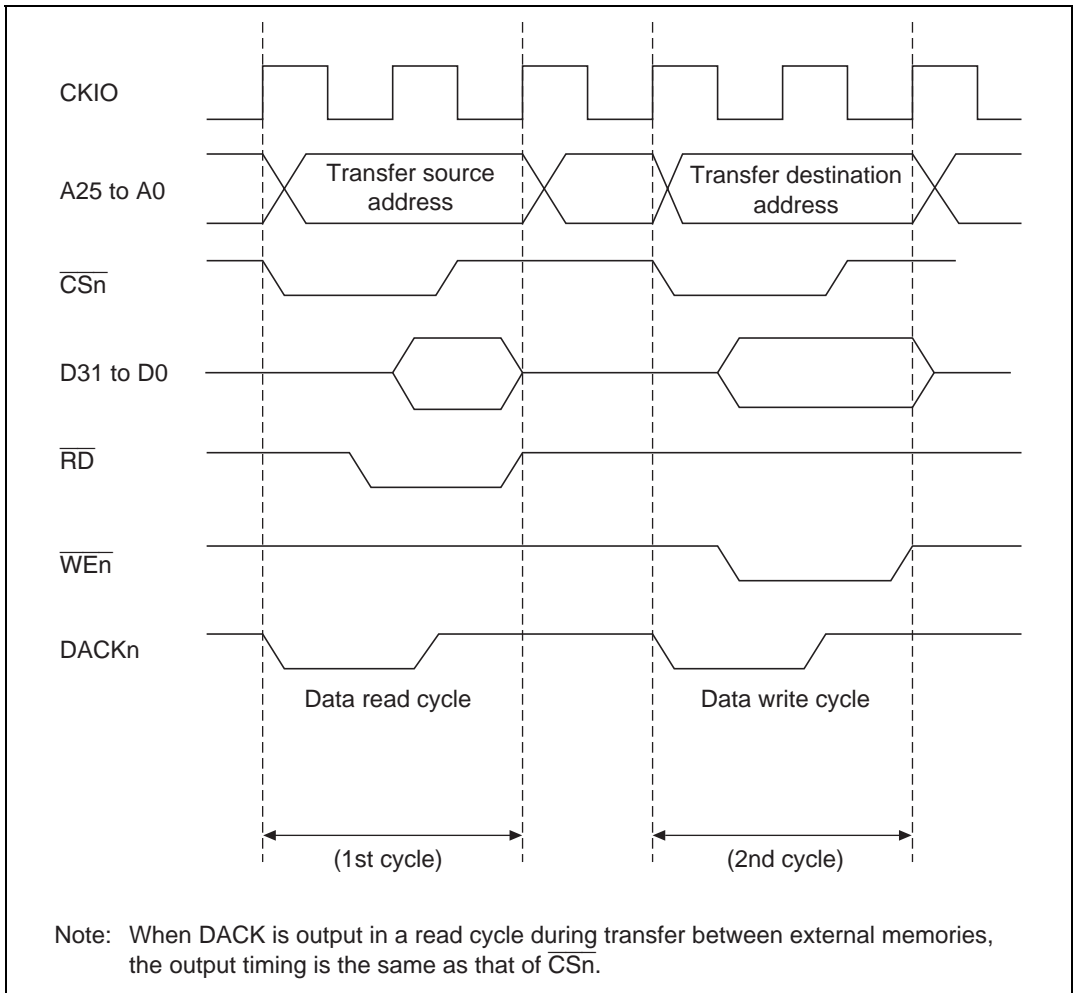 CKIO
A25 to A0
Transfer source
address
Transfer destination
address
CSn
D31 to D0
RD
WEn
DACKn
Data read cycle
Data write cycle
(1st cycle)
(2nd cycle)
Note: When DACK is output in a read cycle during transfer between external memories,
the output timing is the same as that of CSn.